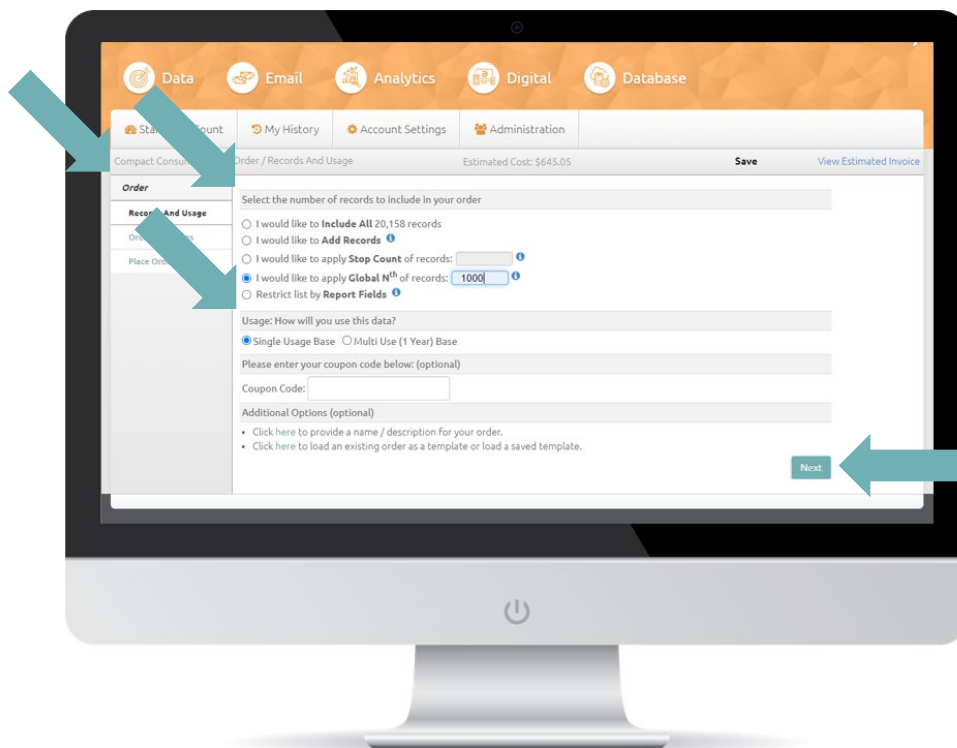 Data Email Analytics Digital Database
My History Account Settings Administration
Compact Order / Records And Usage Estimated Cost: $645.05 Save View Estimated Invoice
Order
Select the number of records to include in your order
And Usage
I would like to Include All 20,158 records
I would like to Add Records
I would like to apply Stop Count of records:
Place
I would like to apply Global Nth of records: 1000
Restrict list by Report Fields
Usage: How will you use this data?
Single Usage Base Multi Use (1 Year) Base
Please enter your coupon code below: (optional)
Coupon Code:
Additional Options (optional)
• Click here to provide a name / description for your order.
• Click here to load an existing order as a template or load a saved template.
Next